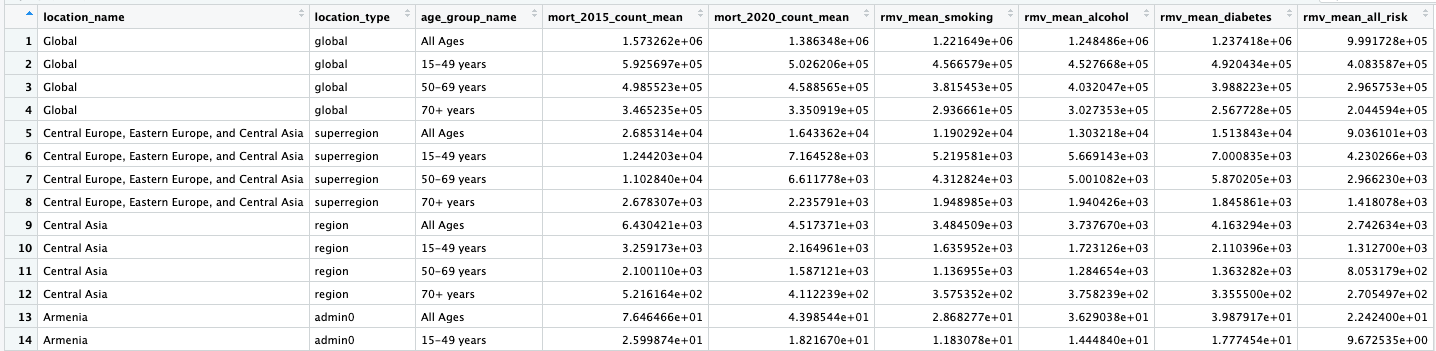 location_name location_type age_group_name mort_2015_count_mean mort_2020_count_mean rmv_mean_smoking rmv_mean_alcohol rmv_mean_diabetes rmv_mean_all_risk
1 Global global All Ages 1.573262e+06 1.386348e+06 1.221649e+06 1.248486e+06 1.237418e+06 9.991728e+05
2 Global global 15-49 years 5.925697e+05 5.026206e+05 4.566579e+05 4.527668e+05 4.920434e+05 4.083587e+05
3 Global global 50-69 years 4.985523e+05 4.588565e+05 3.815453e+05 4.032047e+05 3.988223e+05 2.965753e+05
4 Global global 70+ years 3.465235e+05 3.350919e+05 2.936661e+05 3.027353e+05 2.567728e+05 2.044594e+05
5 Central Europe, Eastern Europe, and Central Asia superregion All Ages 2.685314e+04 1.643362e+04 1.190292e+04 1.303218e+04 1.513843e+04 9.036101e+03
6 Central Europe, Eastern Europe, and Central Asia superregion 15-49 years 1.244203e+04 7.164528e+03 5.219581e+03 5.669143e+03 7.000835e+03 4.230266e+03
7 Central Europe, Eastern Europe, and Central Asia superregion 50-69 years 1.102840e+04 6.611778e+03 4.312824e+03 5.001082e+03 5.870205e+03 2.966230e+03
8 Central Europe, Eastern Europe, and Central Asia superregion 70+ years 2.678307e+03 2.235791e+03 1.948985e+03 1.940426e+03 1.845861e+03 1.418078e+03
9 Central Asia region All Ages 6.430421e+03 4.517371e+03 3.484509e+03 3.737670e+03 4.163294e+03 2.742634e+03
10 Central Asia region 15-49 years 3.259173e+03 2.164961e+03 1.635952e+03 1.723126e+03 2.110396e+03 1.312700e+03
11 Central Asia region 50-69 years 2.100110e+03 1.587121e+03 1.136955e+03 1.284654e+03 1.363282e+03 8.053179e+02
12 Central Asia region 70+ years 5.216164e+02 4.112239e+02 3.575352e+02 3.758239e+02 3.355500e+02 2.705497e+02
13 Armenia admin0 All Ages 7.646466e+01 4.398544e+01 2.868277e+01 3.629038e+01 3.987917e+01 2.242400e+01
14 Armenia admin0 15-49 years 2.599874e+01 1.821670e+01 1.183078e+01 1.444840e+01 1.777454e+01 9.672535e+00